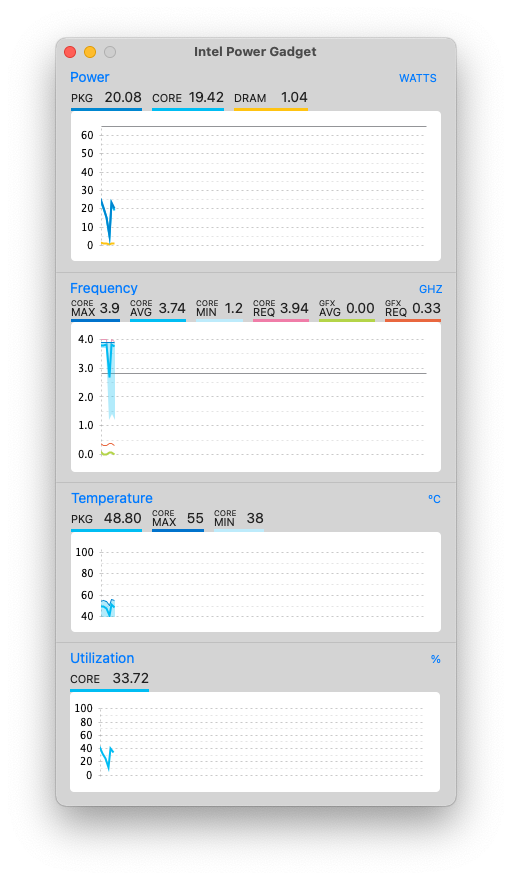 Intel Power Gadget
Power WATTS
PKG 20.08 CORE 19.42 DRAM 1.04
60
50
40
30
20
10
0
Frequency GHZ
CORE MAX 3.9 CORE AVG 3.74 CORE MIN 1.2 CORE REQ 3.94 GFX AVG 0.00 GFX REQ 0.33
4.0
3.0
2.0
1.0
0.0
Temperature °C
PKG 48.80 CORE MAX 55 CORE MIN 38
100
80
60
40
Utilization %
CORE 33.72
100
80
60
40
20
0